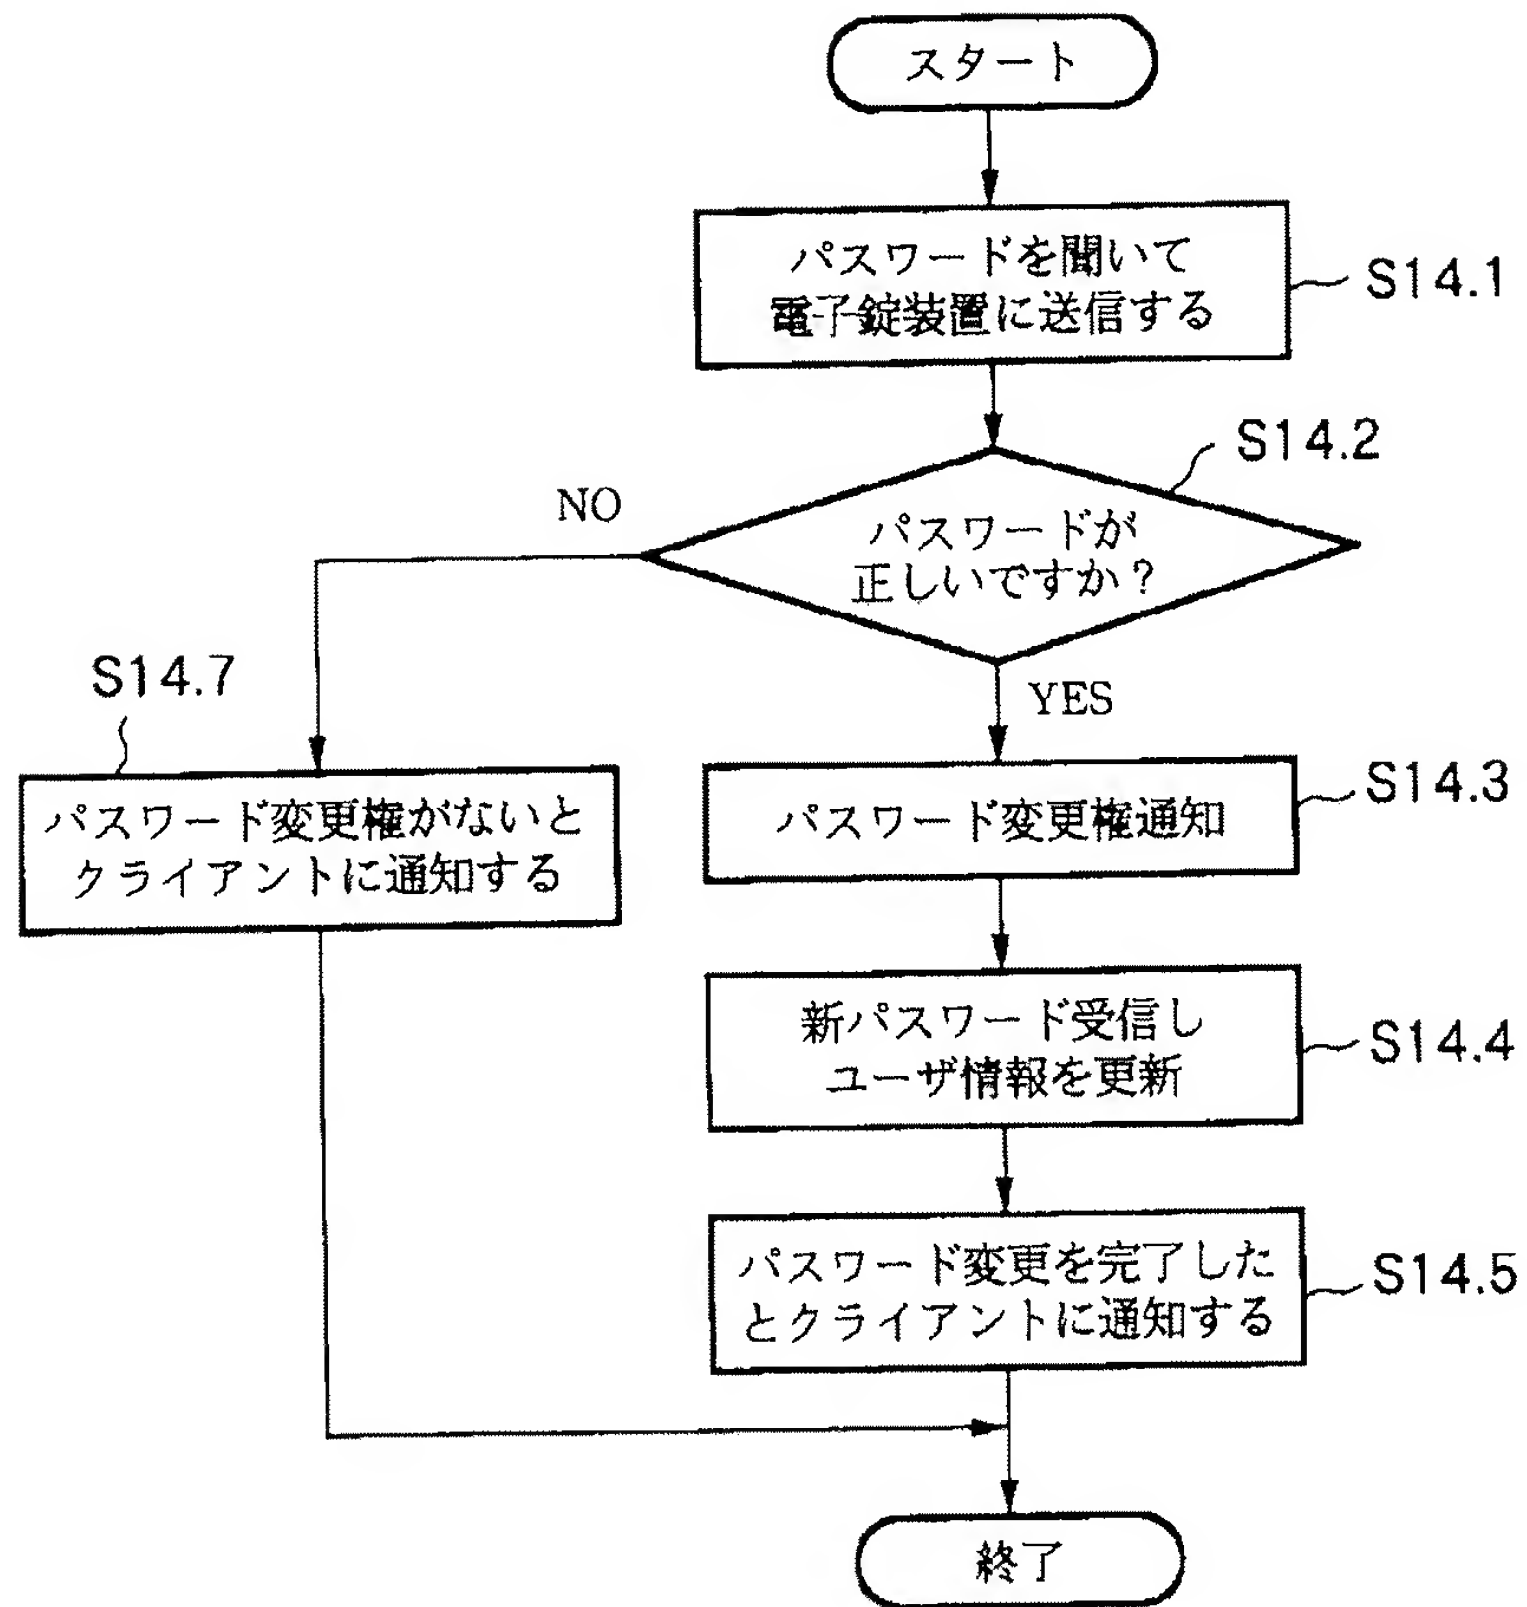 スタート
パスワードを聞いて
電子錠装置に送信する
S14.1
S14.2
パスワードが
正しいですか?
NO
YES
S14.7
パスワード変更権がないと
クライアントに通知する
パスワード変更権通知
S14.3
新パスワード受信し
ユーザ情報を更新
S14.4
パスワード変更を完了した
とクライアントに通知する
S14.5
終了